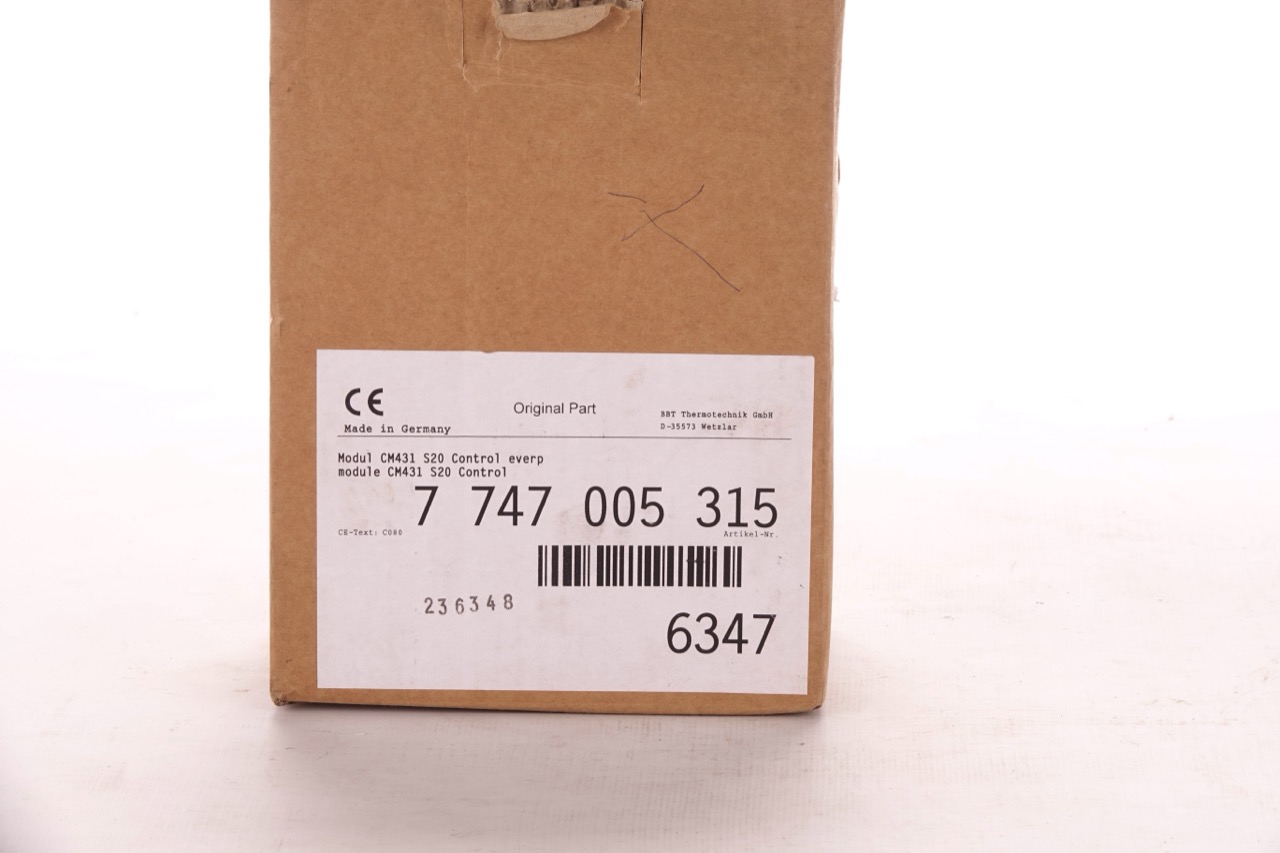 CE
Made in Germany
Original Part
BBT Thermotechnik GmbH
D-35573 Wetzlar
Modul CM431 S20 Control everp
module CM431 S20 Control
7 747 005 315
CE-Text: C080
Artikel-Nr.
236348
6347